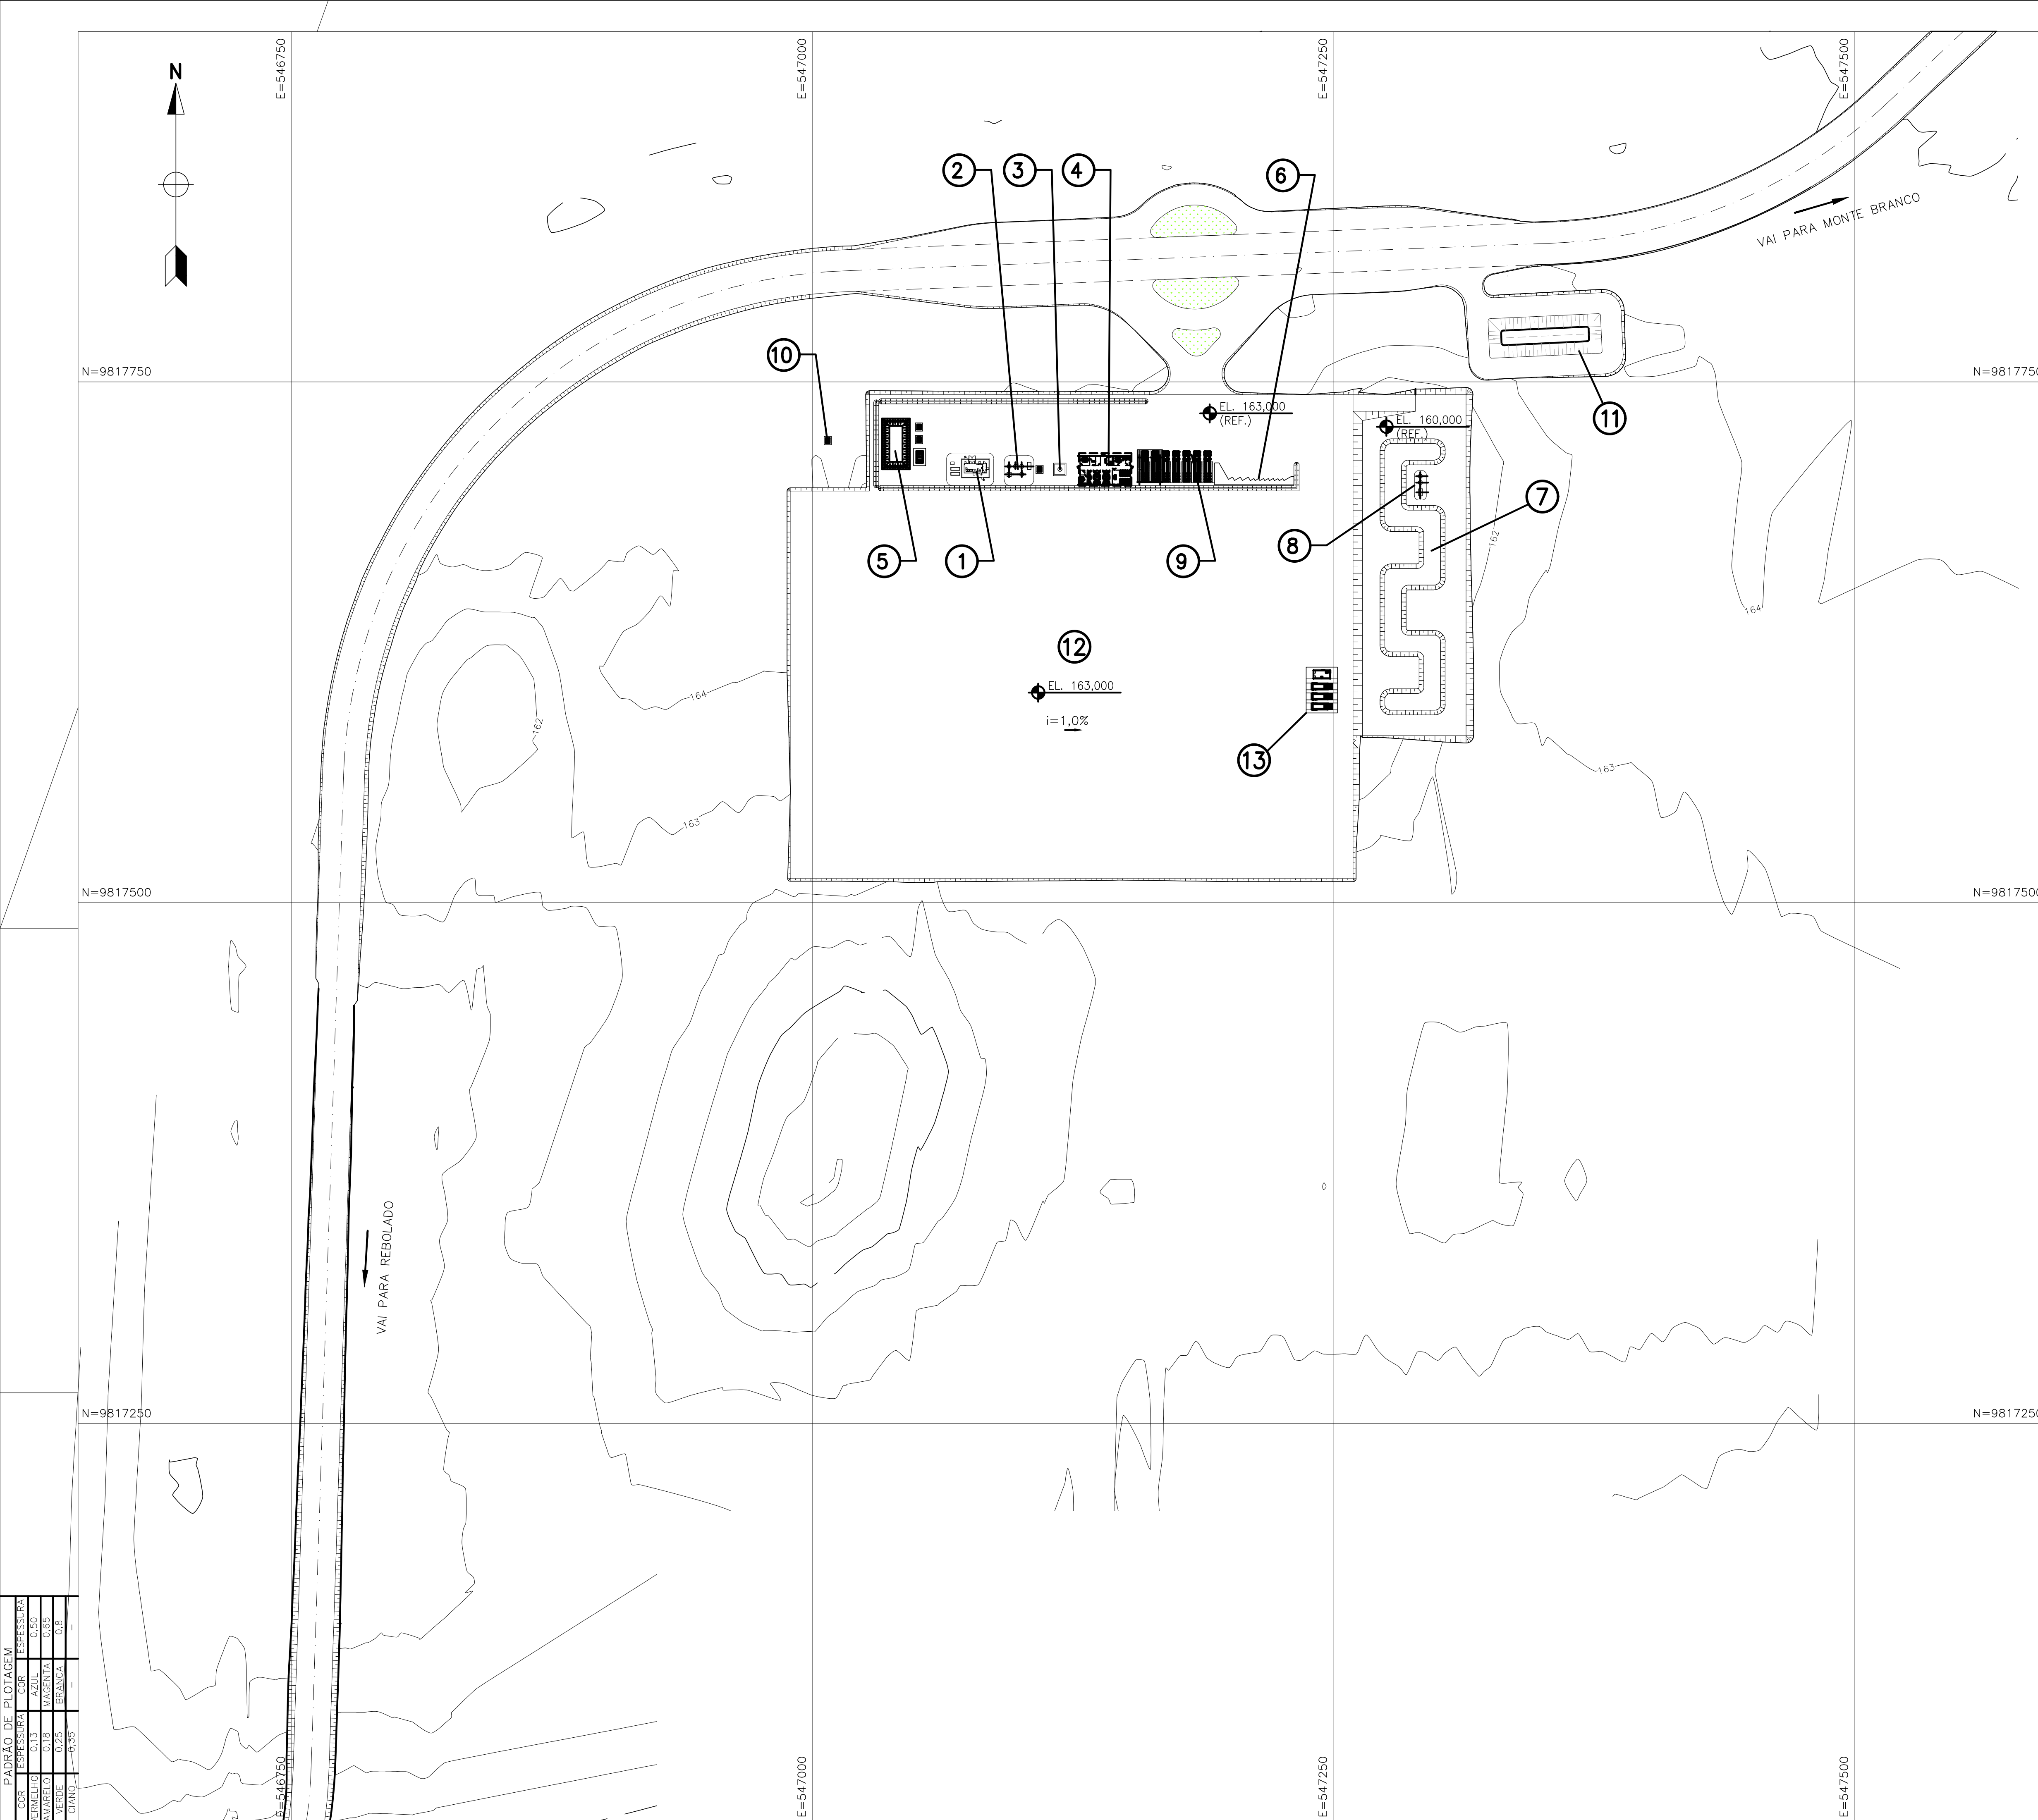 E=546750
E=547000
E=547250
E=547500
N
2
3
4
6
VAI PARA MONTE BRANCO
10
N=9817750
N=9817750
11
EL. 163,000
(REF.)
EL. 160,000
(REF.)
7
8
5
1
9
162
164
12
EL. 163,000
i=1,0%
164
162
13
163
163
N=9817500
N=9817500
VAI PARA REBOLADO
N=9817250
N=9817250
PADRÃO DE PLOTAGEM
COR ESPESSURA COR ESPESSURA
VERMELHO 0,13 AZUL 0,50
AMARELO 0,18 MAGENTA 0,65
VERDE 0,25 BRANCA 0,8
CIANO 0,35 - -
E=546750
E=547000
E=547250
E=547500